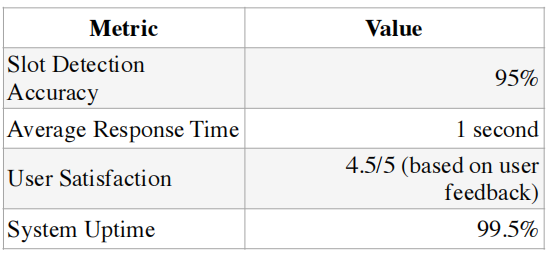 Metric Value
Slot Detection
Accuracy
95%
Average Response Time 1 second
User Satisfaction
4.5/5 (based on user
feedback)
System Uptime 99.5%